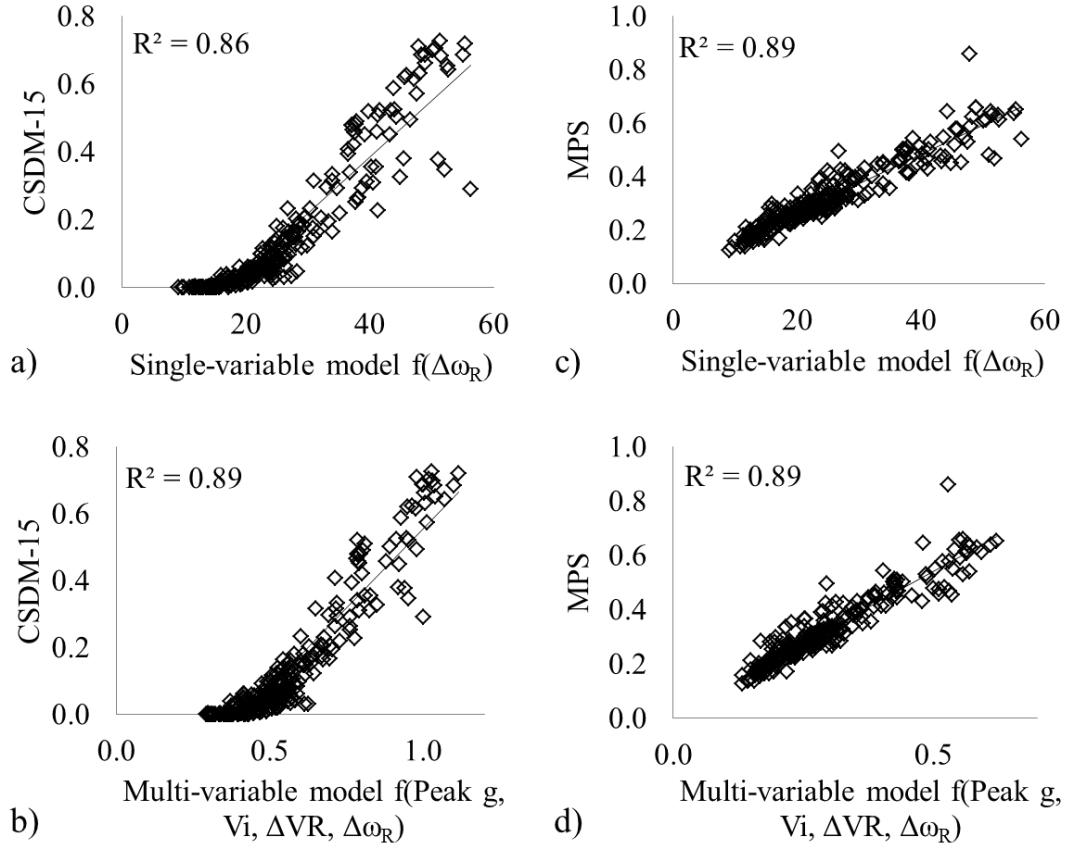 0.8
R² = 0.86
0.6
0.4
0.2
0.0
CSDM-15
0 20 40 60
a) Single-variable model f(Δω_R)
1.0
R² = 0.89
0.8
0.6
0.4
0.2
0.0
MPS
0 20 40 60
c) Single-variable model f(Δω_R)
0.8
R² = 0.89
0.6
0.4
0.2
0.0
CSDM-15
0.0 0.5 1.0
Multi-variable model f(Peak g,
b) Vi, ΔVR, Δω_R)
1.0
R² = 0.89
0.8
0.6
0.4
0.2
0.0
MPS
0.0 0.5
Multi-variable model f(Peak g,
d) Vi, ΔVR, Δω_R)